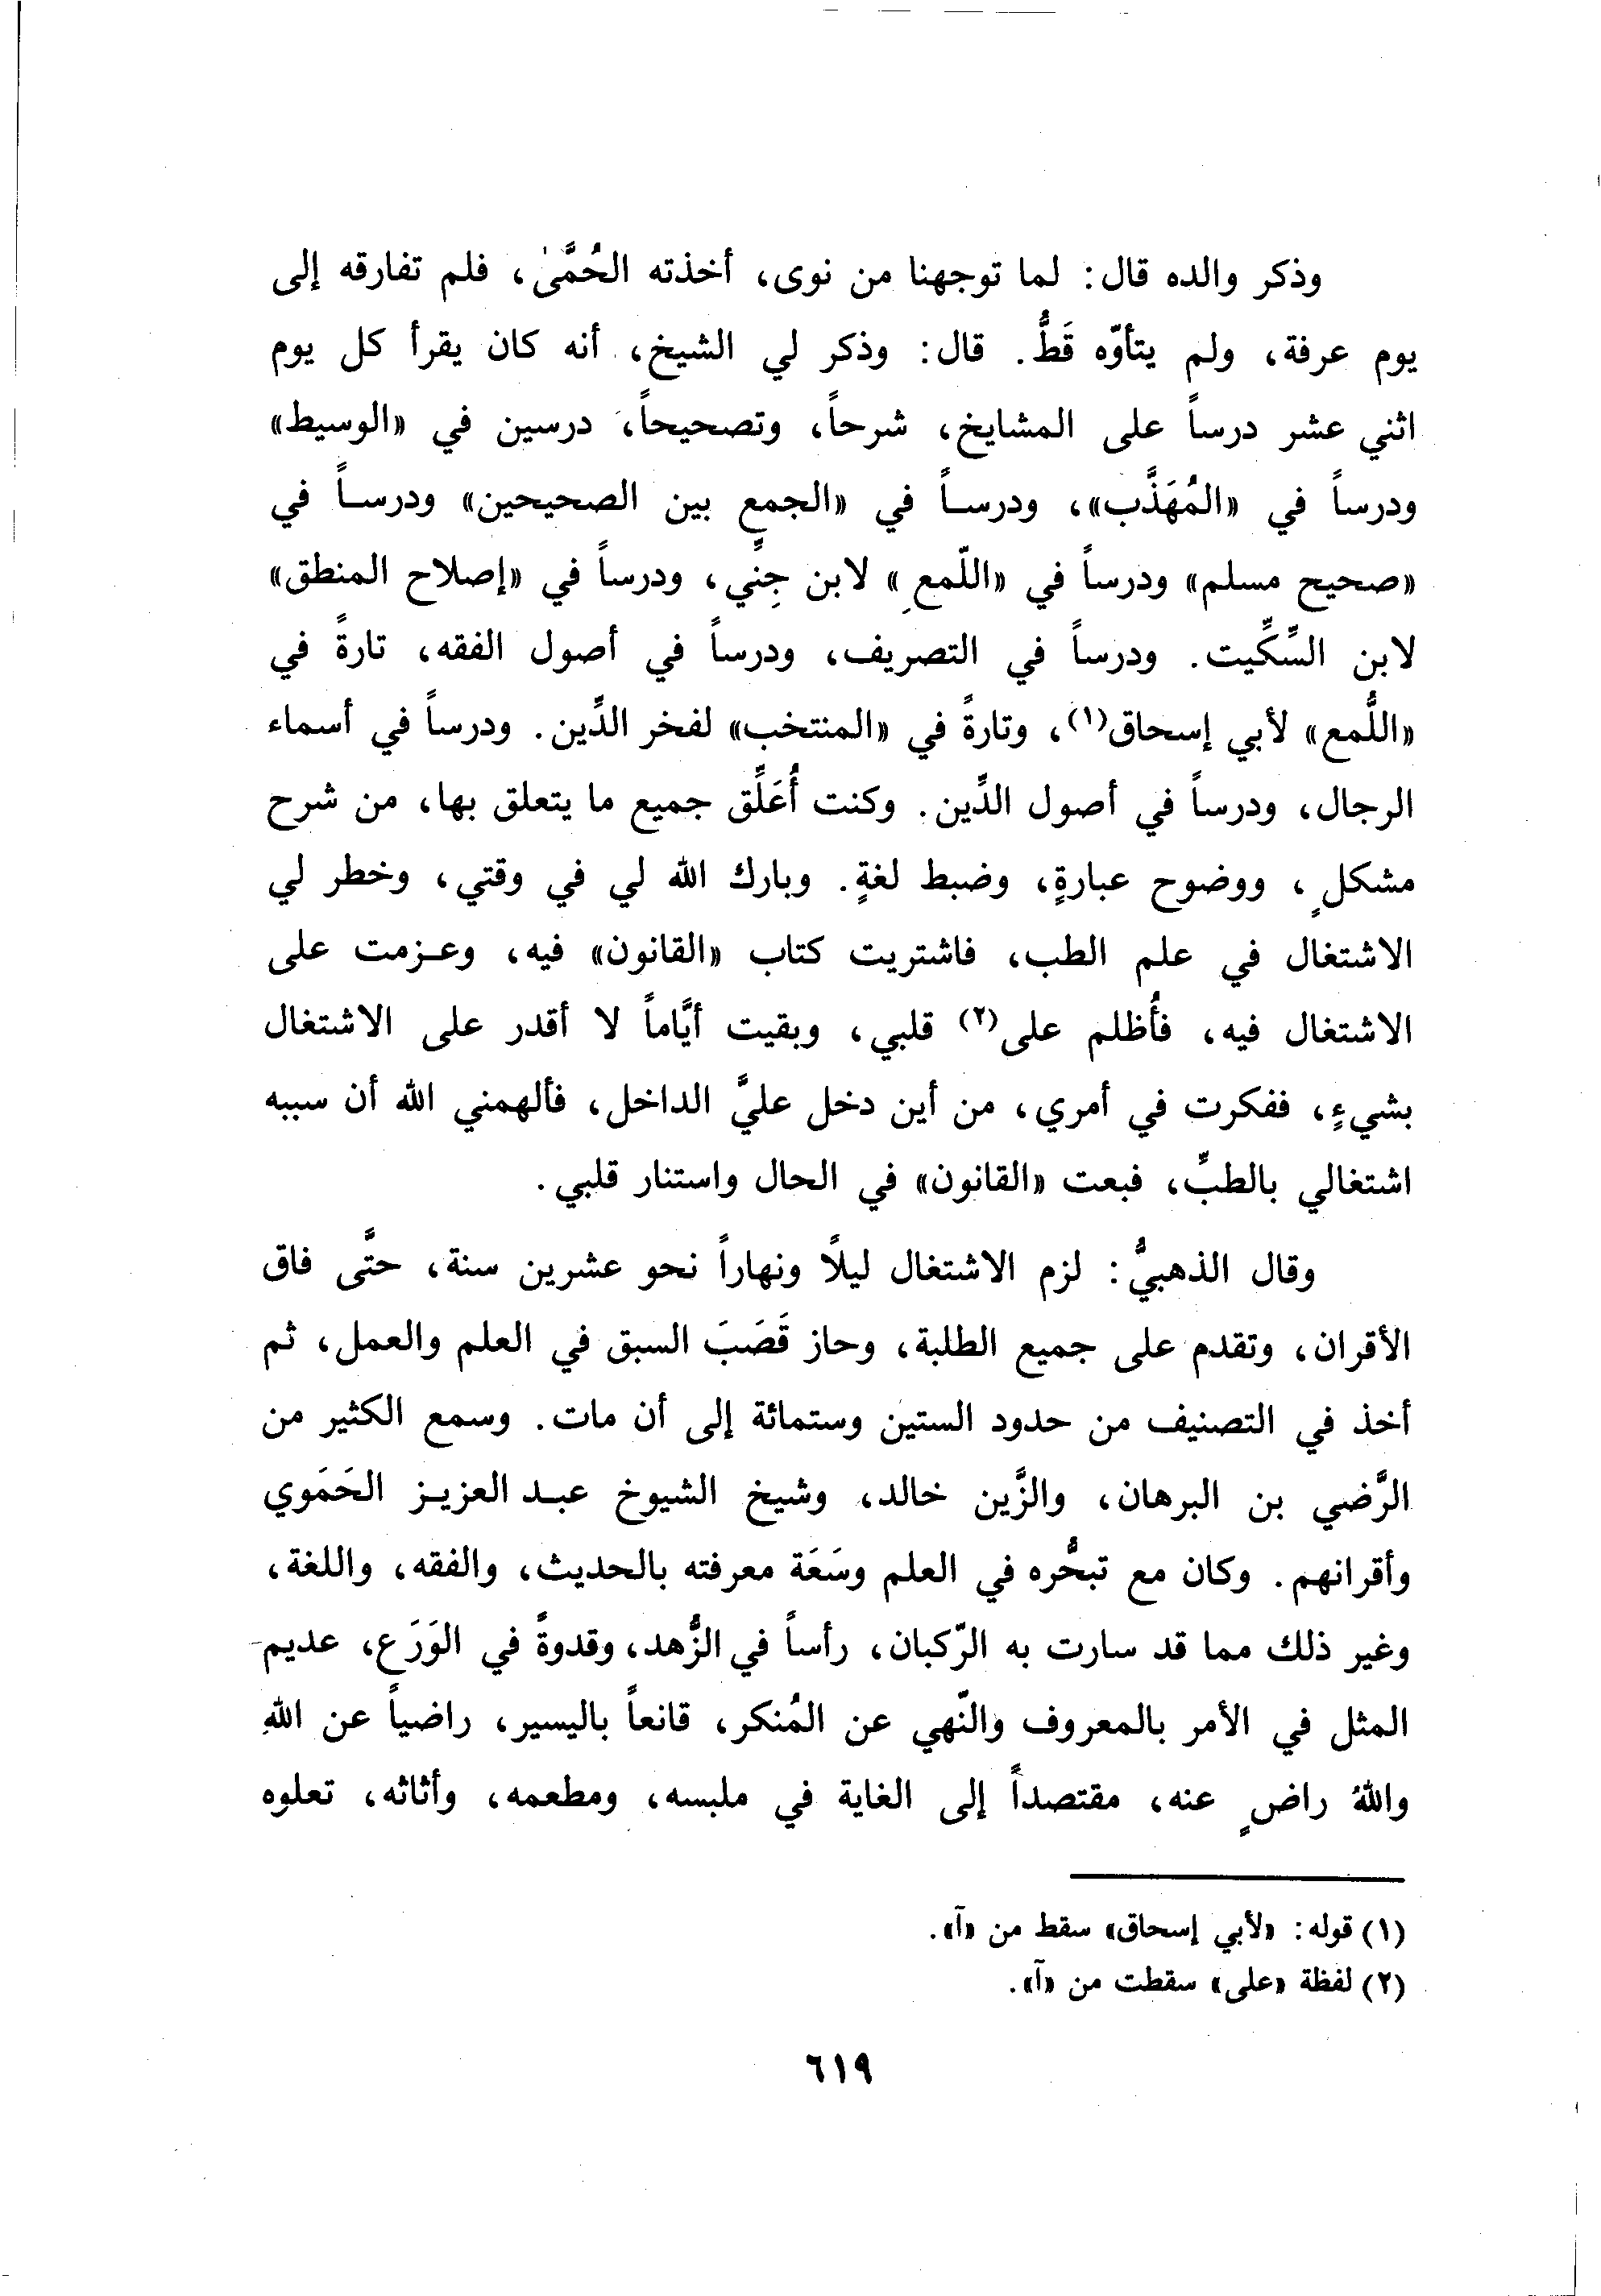 وذكر والده قال: لما توجهنا من نوى، أخذته الحُمَّىٰ، فلم تفارقه إلى
يوم عرفة، ولم يتأوّه قَطُّ. قال: وذكر لي الشيخ، أنه كان يقرأ كل يوم
اثني عشر درساً على المشايخ، شرحاً، وتصحيحاً، درسين في «الوسيط»
ودرساً في «المُهَذَّب»، ودرسـاً في «الجمع بين الصحيحين» ودرسـاً في
«صحيح مسلم» ودرساً في «اللّمعِ» لابن جِنِّي، ودرساً في «إصلاح المنطق»
لابن السِّكِّيت. ودرساً في التصريف، ودرساً في أصول الفقه، تارةً في
«اللُّمع» لأبي إسحاق(١)، وتارةً في «المنتخب» لفخر الدِّين. ودرساً في أسماء
الرجال، ودرساً في أصول الدِّين. وكنت أُعَلِّق جميع ما يتعلق بها، من شرح
مشكلٍ، ووضوح عبارةٍ، وضبط لغةٍ. وبارك الله لي في وقتي، وخطر لي
الاشتغال في علم الطب، فاشتريت كتاب «القانون» فيه، وعـزمت على
الاشتغال فيه، فأُظلم على(٢) قلبي، وبقيت أيَّاماً لا أقدر على الاشتغال
بشيءٍ، ففكرت في أمري، من أين دخل عليَّ الداخل، فألهمني الله أن سببه
اشتغالي بالطبِّ، فبعت «القانون» في الحال واستنار قلبي.
وقال الذهبيُّ: لزم الاشتغال ليلاً ونهاراً نحو عشرين سنة، حتَّى فاق
الأقران، وتقدم على جميع الطلبة، وحاز قَصَبَ السبق في العلم والعمل، ثم
أخذ في التصنيف من حدود الستين وستمائة إلى أن مات. وسمع الكثير من
الرَّضي بن البرهان، والزَّين خالد، وشيخ الشيوخ عبـد العزيـز الحَمَوي
وأقرانهم. وكان مع تبحُّره في العلم وسَعَة معرفته بالحديث، والفقه، واللغة،
وغير ذلك مما قد سارت به الرّكبان، رأساً في الزُّهد، وقدوةً في الوَرَع، عديم
المثل في الأمر بالمعروف والنّهي عن المُنكر، قانعاً باليسير، راضياً عن اللهِ
واللهُ راضٍ عنه، مقتصداً إلى الغاية في ملبسه، ومطعمه، وأثاثه، تعلوه
(١) قوله: «لأبي إسحاق» سقط من «آ».
(٢) لفظة «على» سقطت من «آ».
٦١٩